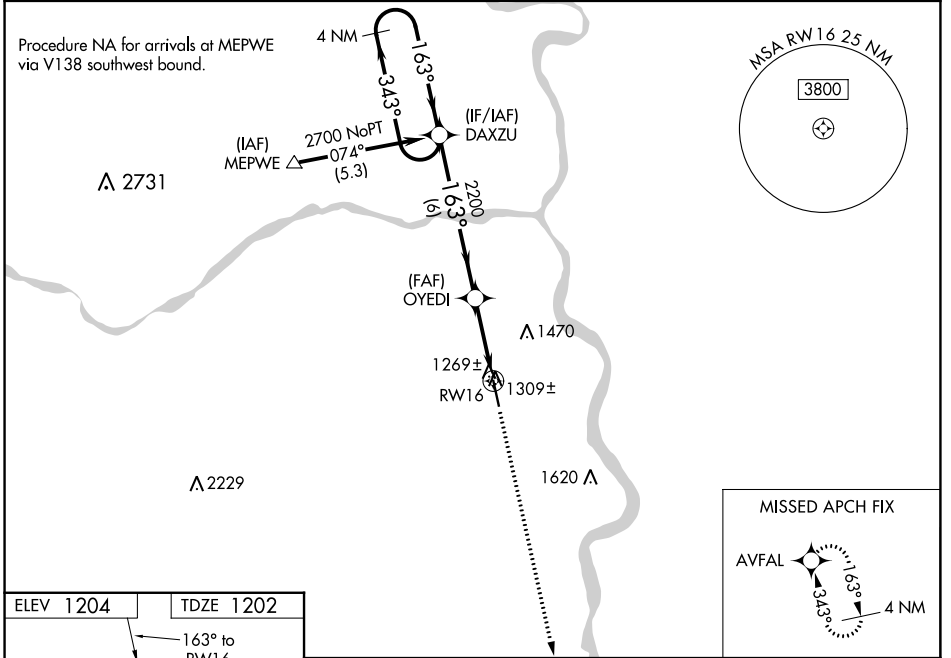 Procedure NA for arrivals at MEPWE
via V138 southwest bound.
4 NM
163°
343°
(IF/IAF)
DAXZU
(IAF)
MEPWE
2700 NoPT
074°
(5.3)
2731
2200
163°
(6)
(FAF)
OYEDI
1470
1269±
RW16
1309±
2229
1620
MSA RW16 25 NM
3800
MISSED APCH FIX
AVFAL
163°
343°
4 NM
ELEV 1204
TDZE 1202
163° to
RW16